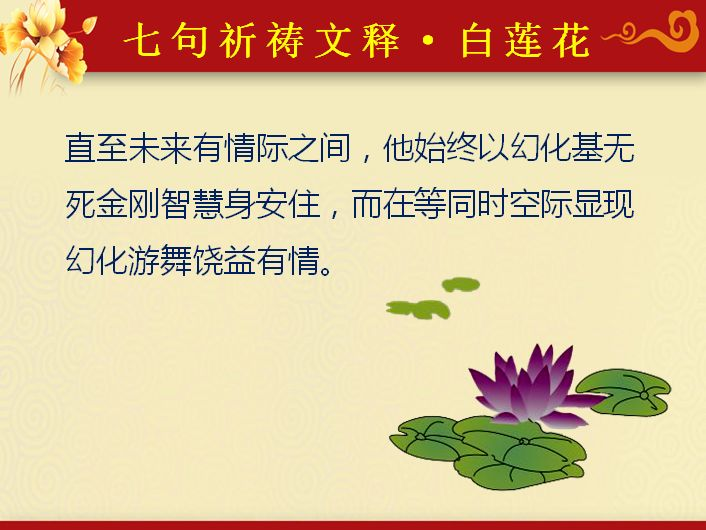 七句祈祷文释·白莲花
直至未来有情际之间，他始终以幻化基无
死金刚智慧身安住，而在等同时空际显现
幻化游舞饶益有情。